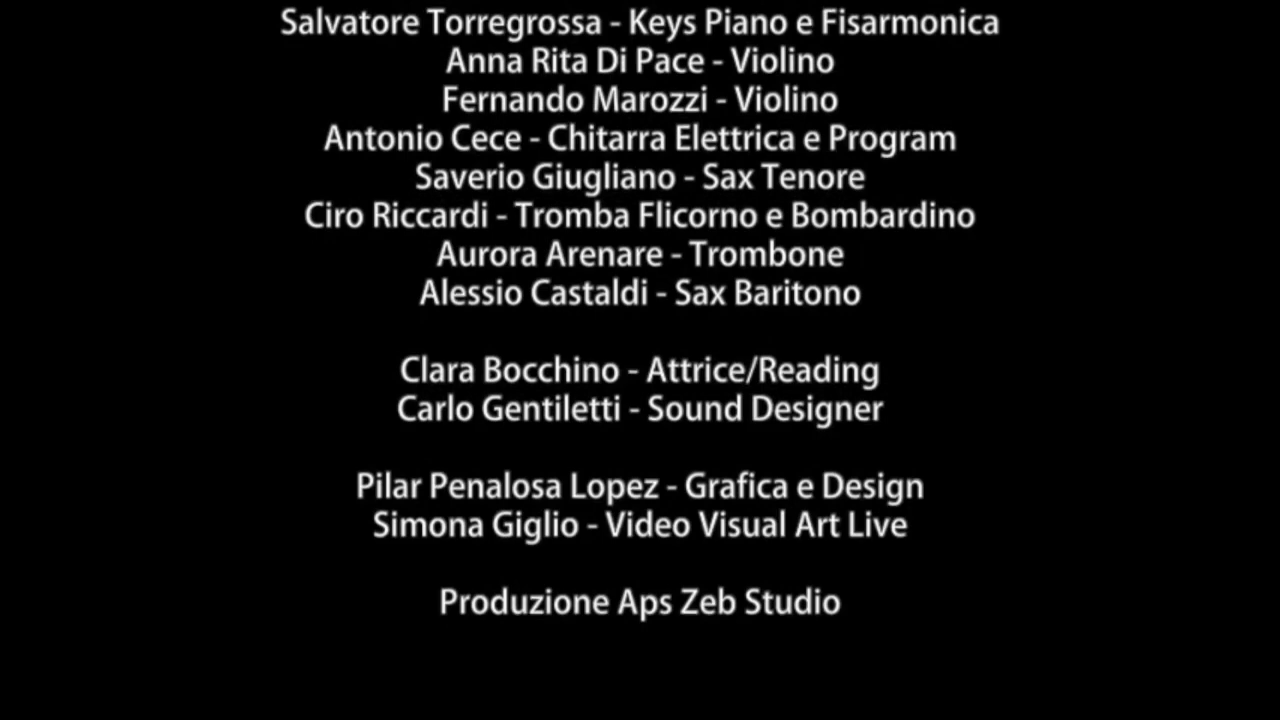 Salvatore Torregrossa - Keys Piano e Fisarmonica
Anna Rita Di Pace - Violino
Fernando Marozzi - Violino
Antonio Cece - Chitarra Elettrica e Program
Saverio Giugliano - Sax Tenore
Ciro Riccardi - Tromba Flicorno e Bombardino
Aurora Arenare - Trombone
Alessio Castaldi - Sax Baritono
Clara Bocchino - Attrice/Reading
Carlo Gentiletti - Sound Designer
Pilar Penalosa Lopez - Grafica e Design
Simona Giglio - Video Visual Art Live
Produzione Aps Zeb Studio